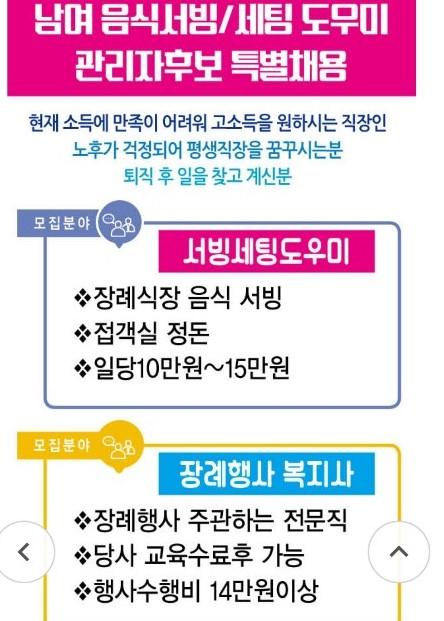 남여 음식서빙/세팅 도우미
관리자후보 특별채용
현재 소득에 만족이 어려워 고소득을 원하시는 직장인
노후가 걱정되어 평생직장을 꿈꾸시는분
퇴직 후 일을 찾고 계신분
모집분야
서빙세팅도우미
❖장례식장 음식 서빙
❖접객실 정돈
❖일당10만원~15만원
모집분야
장례행사 복지사
❖장례행사 주관하는 전문직
❖당사 교육수료후 가능
❖행사수행비 14만원이상